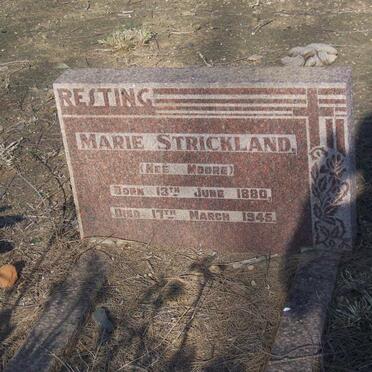 RESTING
MARIE STRICKLAND.
(NEE MOORE)
BORN 13TH JUNE 1880.
DIED 17TH MARCH 1945.